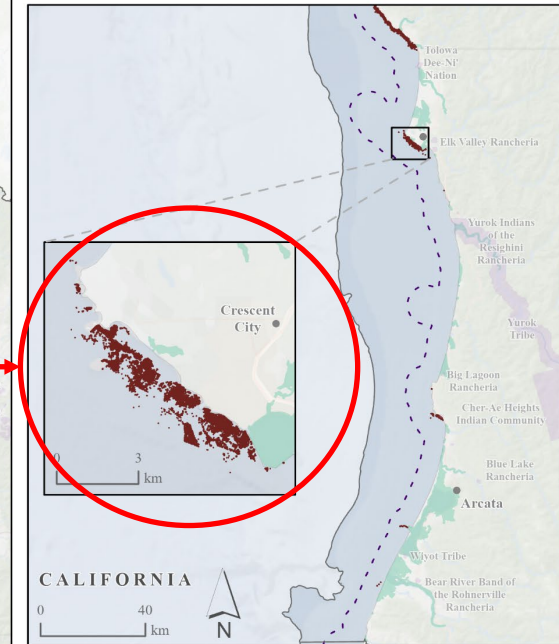 Tolowa
Dee-Ni'
Nation
Elk Valley Rancheria
Yurok Indians
of the
Resighini
Rancheria
Crescent
City
Yurok
Tribe
Big Lagoon
Rancheria
Cher-Ae Heights
Indian Community
0 3
km
Blue Lake
Rancheria
Arcata
Wiyot Tribe
CALIFORNIA
N
Bear River Band of
the Rohnerville
Rancheria
0 40
km